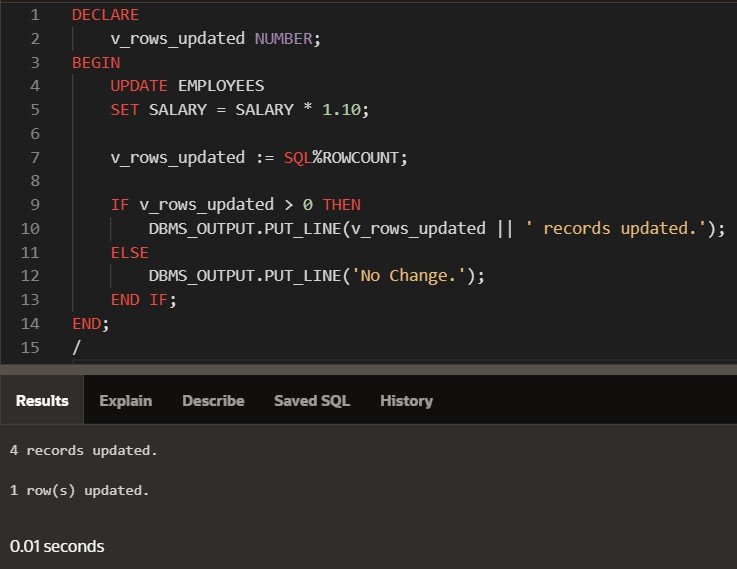 1 DECLARE
2 v_rows_updated NUMBER;
3 BEGIN
4 UPDATE EMPLOYEES
5 SET SALARY = SALARY * 1.10;
6
7 v_rows_updated := SQL%ROWCOUNT;
8
9 IF v_rows_updated > 0 THEN
10 DBMS_OUTPUT.PUT_LINE(v_rows_updated || ' records updated.');
11 ELSE
12 DBMS_OUTPUT.PUT_LINE('No Change.');
13 END IF;
14 END;
15 /
Results Explain Describe Saved SQL History
4 records updated.
1 row(s) updated.
0.01 seconds